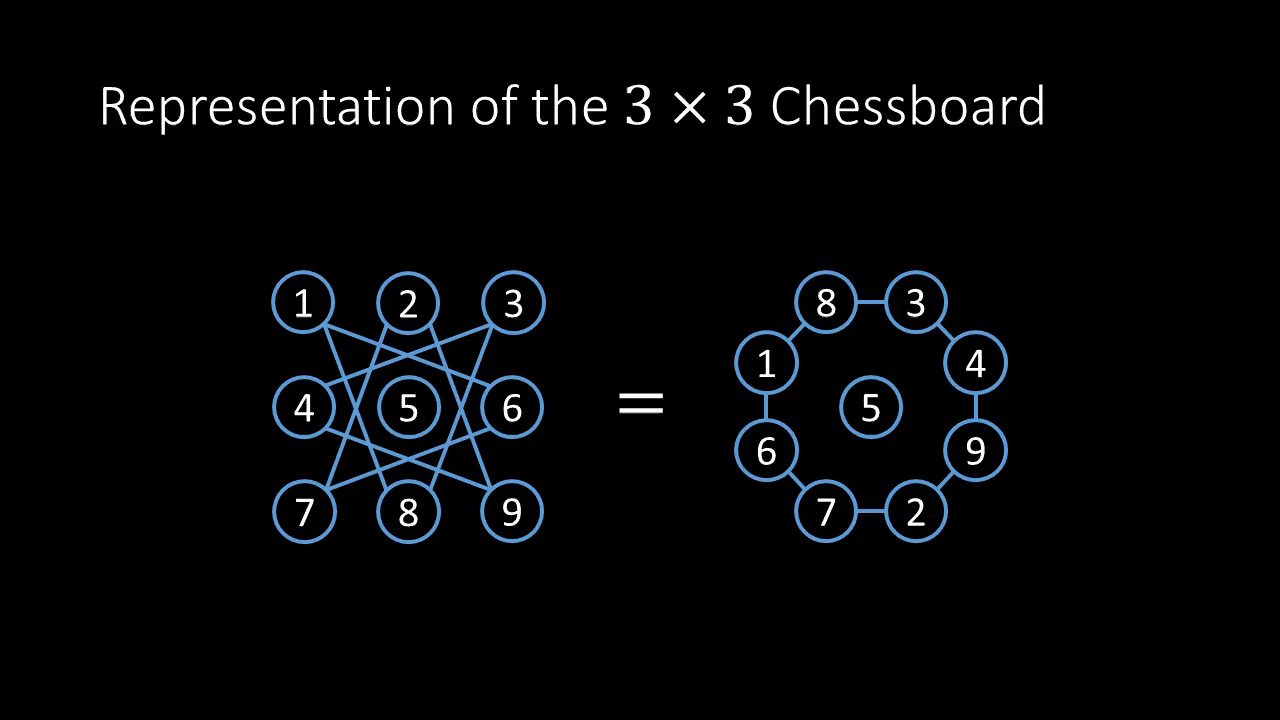 Representation of the 3 × 3 Chessboard
1 2 3
4 5 6
7 8 9
=
8 3
1 4
5
6 9
7 2